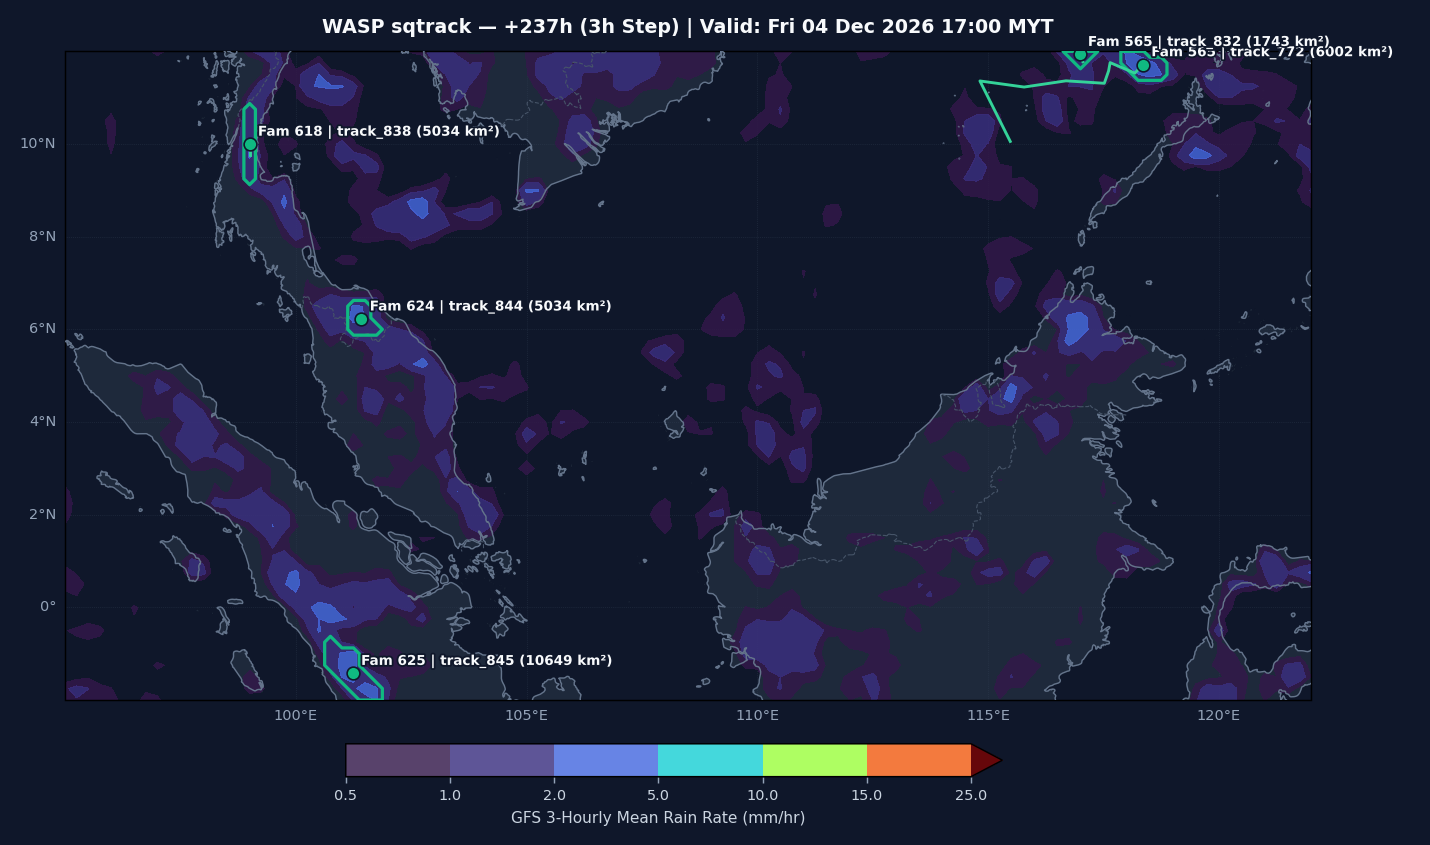 WASP sqtrack — +237h (3h Step) | Valid: Fri 04 Dec 2026 17:00 MYT
Fam 565 | track_832 (1743 km²)
Fam 565 | track_772 (6002 km²)
Fam 618 | track_838 (5034 km²)
10°N
8°N
Fam 624 | track_844 (5034 km²)
6°N
4°N
2°N
0°
Fam 625 | track_845 (10649 km²)
100°E 105°E 110°E 115°E 120°E
0.5 1.0 2.0 5.0 10.0 15.0 25.0
GFS 3-Hourly Mean Rain Rate (mm/hr)